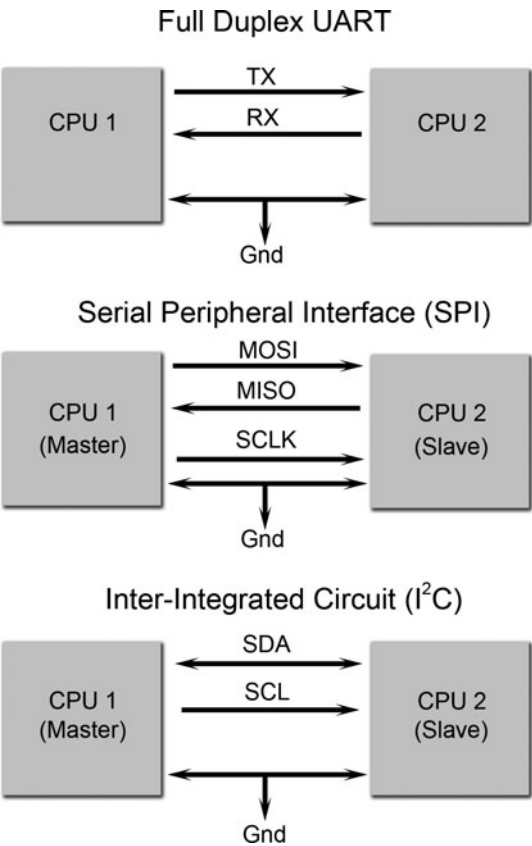 Full Duplex UART
TX
CPU 1
CPU 2
RX
Gnd
Serial Peripheral Interface (SPI)
MOSI
MISO
CPU 1
(Master)
CPU 2
(Slave)
SCLK
Gnd
Inter-Integrated Circuit (I²C)
SDA
CPU 1
(Master)
SCL
CPU 2
(Slave)
Gnd